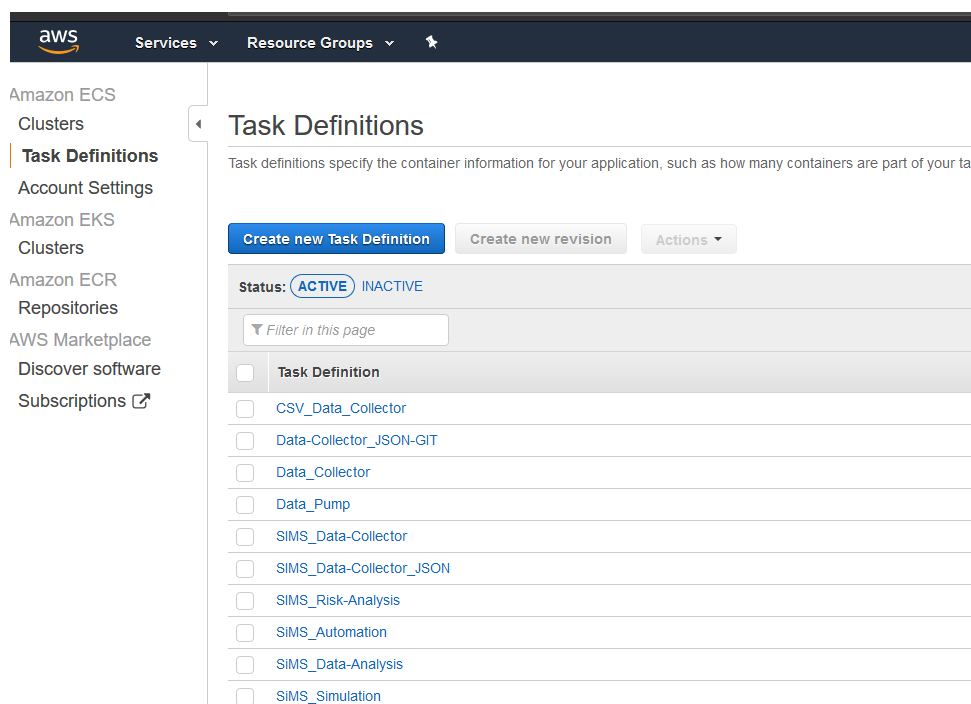 aws
Services
Resource Groups
Amazon ECS
Clusters
Task Definitions
Account Settings
Amazon EKS
Clusters
Amazon ECR
Repositories
AWS Marketplace
Discover software
Subscriptions
Task Definitions
Task definitions specify the container information for your application, such as how many containers are part of your ta
Create new Task Definition
Create new revision
Actions
Status: ACTIVE INACTIVE
Filter in this page
Task Definition
CSV_Data_Collector
Data-Collector_JSON-GIT
Data_Collector
Data_Pump
SIMS_Data-Collector
SIMS_Data-Collector_JSON
SIMS_Risk-Analysis
SiMS_Automation
SiMS_Data-Analysis
SiMS_Simulation